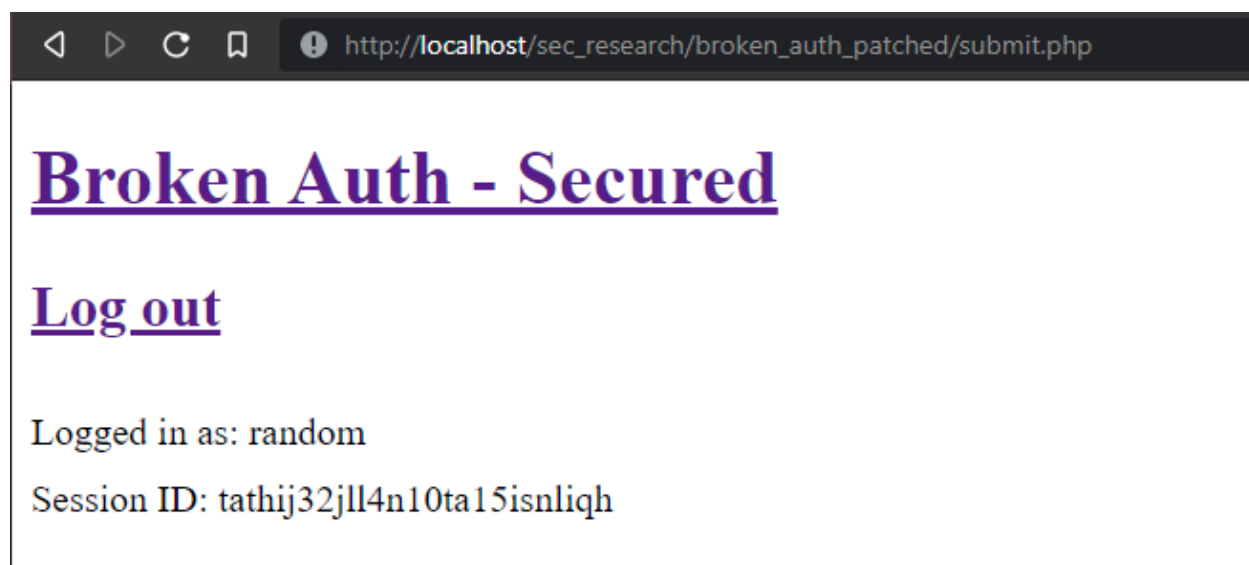 http://localhost/sec_research/broken_auth_patched/submit.php
Broken Auth - Secured
Log out
Logged in as: random
Session ID: tathij32jll4n10ta15isnliqh